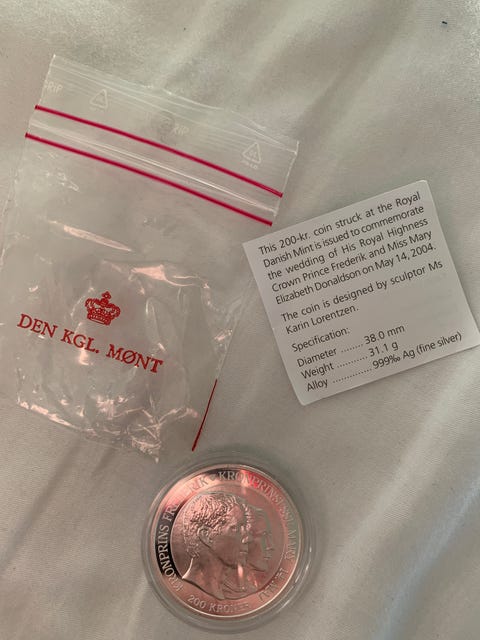 GRIP
DEN KGL. MØNT
This 200-kr. coin struck at the Royal
Danish Mint is issued to commemorate
the wedding of His Royal Highness
Crown Prince Frederik and Miss Mary
Elizabeth Donaldson on May 14, 2004.
The coin is designed by sculptor Ms
Karin Lorentzen.
Specification:
Diameter ........ 38.0 mm
Weight ........... 31.1 g
Alloy .............. 999‰ Ag (fine silver)
KRONPRINS FREDERIK · KRONPRINSESSE MARY
200 KRONER